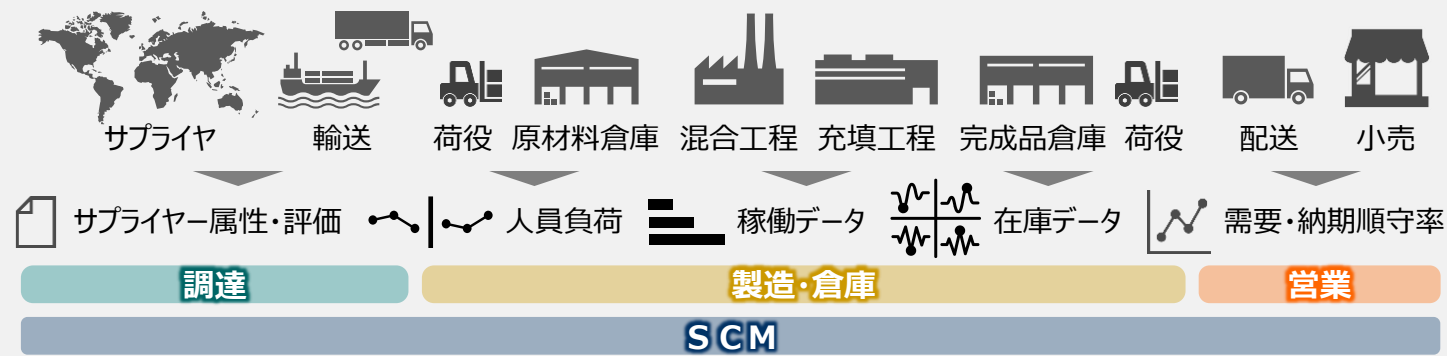 サプライヤ 輸送 荷役 原材料倉庫 混合工程 充填工程 完成品倉庫 荷役 配送 小売
サプライヤー属性・評価 人員負荷 稼働データ 在庫データ 需要・納期順守率
調達 製造・倉庫 営業
SCM